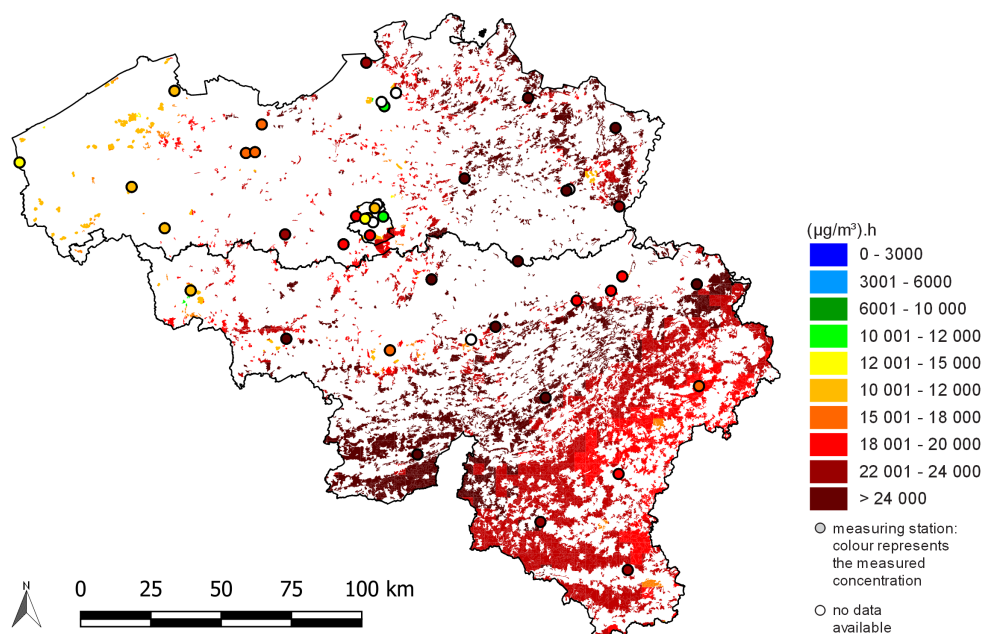 (µg/m³).h
0 - 3000
3001 - 6000
6001 - 10 000
10 001 - 12 000
12 001 - 15 000
10 001 - 12 000
15 001 - 18 000
18 001 - 20 000
22 001 - 24 000
> 24 000
measuring station:
colour represents
the measured
concentration
no data
available
N
0 25 50 75 100 km